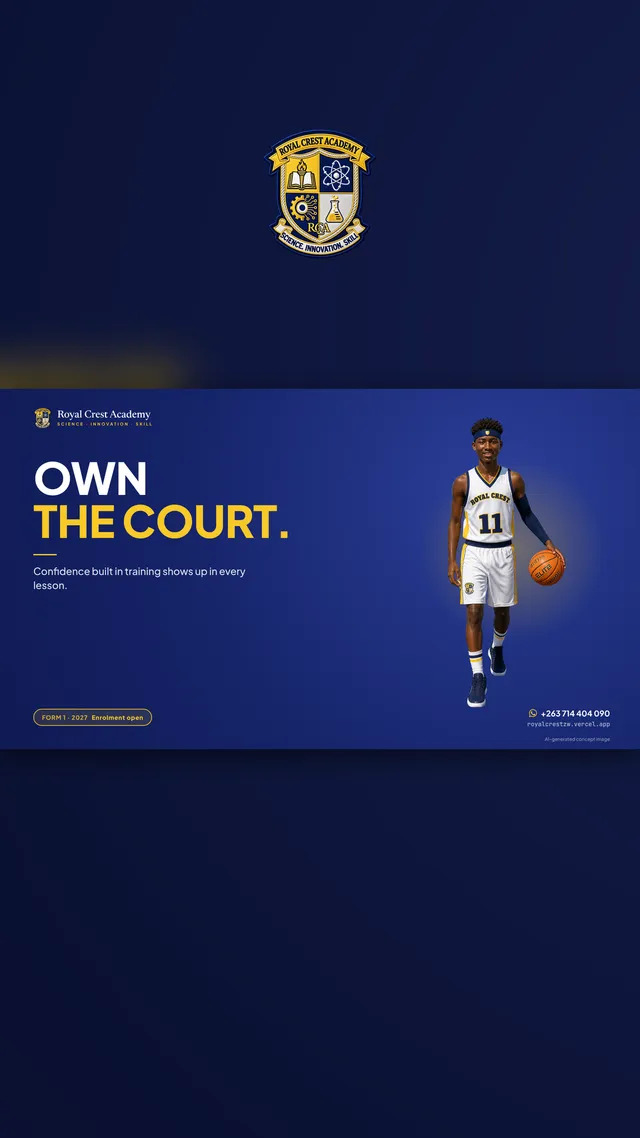 ROYAL CREST ACADEMY
RCA
SCIENCE. INNOVATION. SKILL
Royal Crest Academy
SCIENCE · INNOVATION · SKILL
OWN
THE COURT.
Confidence built in training shows up in every
lesson.
ROYAL CREST
11
FORM 1 · 2027 Enrolment open
+263 714 404 090
royalcrestzw.vercel.app
AI-generated concept image